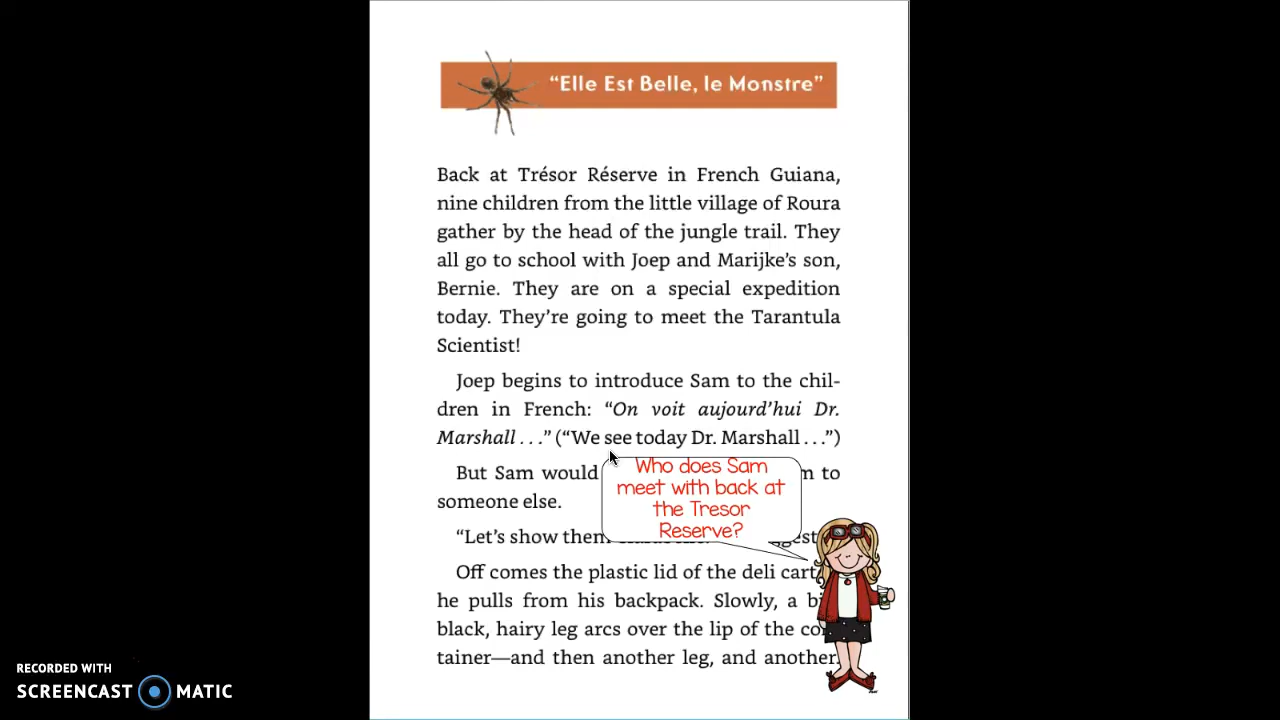 “Elle Est Belle, le Monstre”
Back at Trésor Réserve in French Guiana,
nine children from the little village of Roura
gather by the head of the jungle trail. They
all go to school with Joep and Marijke’s son,
Bernie. They are on a special expedition
today. They’re going to meet the Tarantula
Scientist!
Joep begins to introduce Sam to the chil-
dren in French: “On voit aujourd’hui Dr.
Marshall . . .” (“We see today Dr. Marshall . . .”)
But Sam would
to
someone else.
“Let’s show them
Off comes the plastic lid of the deli
he pulls from his backpack. Slowly, a
black, hairy leg arcs over the lip of the
tainer—and then another leg, and another.
Who does Sam
meet with back at
the Tresor
Reserve?
RECORDED WITH
SCREENCAST MATIC